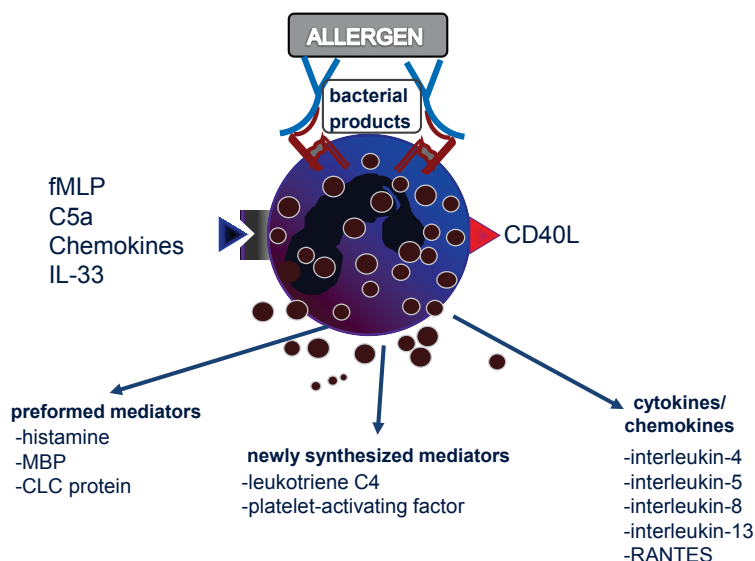 ALLERGEN
bacterial
products
fMLP
C5a
Chemokines
IL-33
CD40L
preformed mediators
-histamine
-MBP
-CLC protein
newly synthesized mediators
-leukotriene C4
-platelet-activating factor
cytokines/
chemokines
-interleukin-4
-interleukin-5
-interleukin-8
-interleukin-13
-RANTES